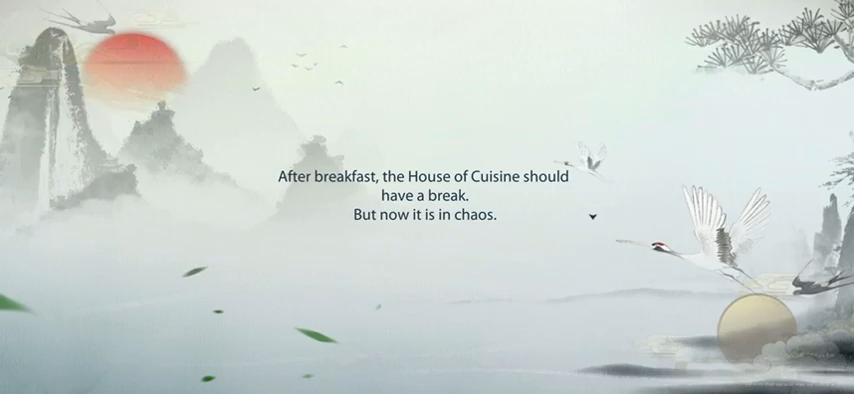 After breakfast, the House of Cuisine should
have a break.
But now it is in chaos.